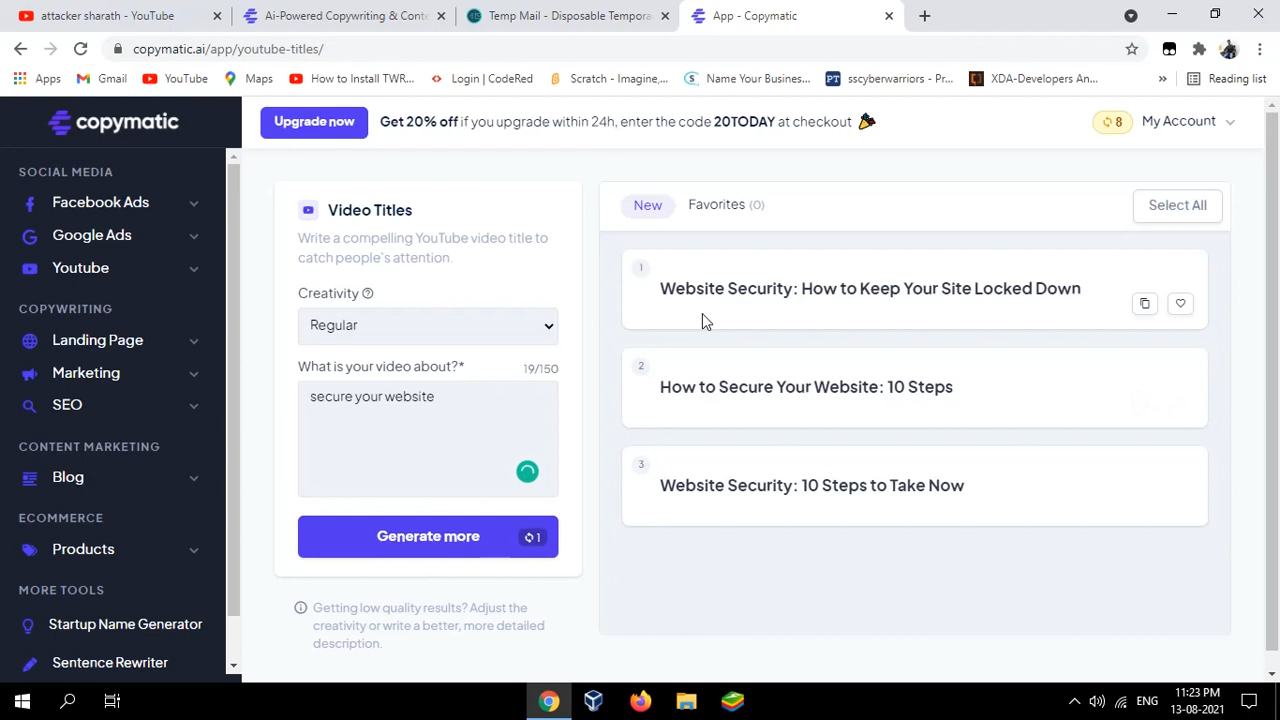 attacker sharath - YouTube
Ai-Powered Copywriting & Conte
Temp Mail - Disposable Tempora
App - Copymatic
copymatic.ai/app/youtube-titles/
Apps
Gmail
YouTube
Maps
How to Install TWR...
Login | CodeRed
Scratch - Imagine,...
Name Your Business...
PT
sscyberwarriors - Pr...
XDA-Developers An...
Reading list
copymatic
Upgrade now
Get 20% off if you upgrade within 24h, enter the code 20TODAY at checkout
8
My Account
SOCIAL MEDIA
Facebook Ads
Google Ads
Youtube
COPYWRITING
Landing Page
Marketing
SEO
CONTENT MARKETING
Blog
ECOMMERCE
Products
MORE TOOLS
Startup Name Generator
Sentence Rewriter
Video Titles
Write a compelling YouTube video title to
catch people's attention.
Creativity
Regular
What is your video about?*
19/150
secure your website
Generate more
1
Getting low quality results? Adjust the
creativity or write a better, more detailed
description.
New
Favorites (0)
Select All
1
Website Security: How to Keep Your Site Locked Down
2
How to Secure Your Website: 10 Steps
3
Website Security: 10 Steps to Take Now
ENG
11:23 PM
13-08-2021